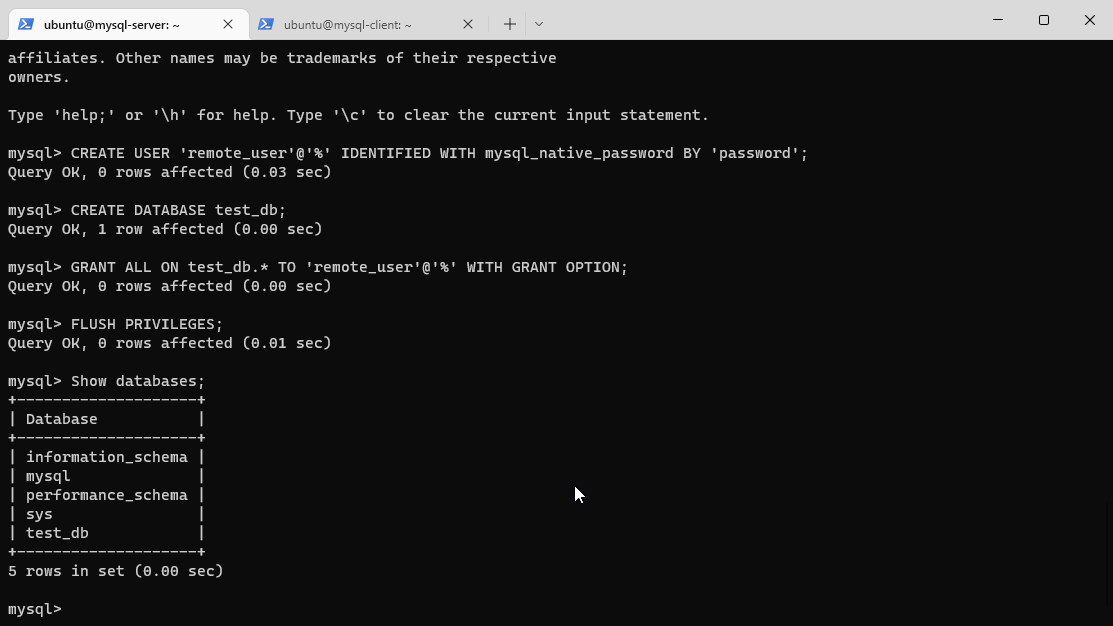 ubuntu@mysql-server: ~
ubuntu@mysql-client: ~
affiliates. Other names may be trademarks of their respective
owners.
Type 'help;' or '\h' for help. Type '\c' to clear the current input statement.
mysql> CREATE USER 'remote_user'@'%' IDENTIFIED WITH mysql_native_password BY 'password';
Query OK, 0 rows affected (0.03 sec)
mysql> CREATE DATABASE test_db;
Query OK, 1 row affected (0.00 sec)
mysql> GRANT ALL ON test_db.* TO 'remote_user'@'%' WITH GRANT OPTION;
Query OK, 0 rows affected (0.00 sec)
mysql> FLUSH PRIVILEGES;
Query OK, 0 rows affected (0.01 sec)
mysql> Show databases;
+--------------------+
| Database           |
+--------------------+
| information_schema |
| mysql              |
| performance_schema |
| sys                |
| test_db            |
+--------------------+
5 rows in set (0.00 sec)
mysql>